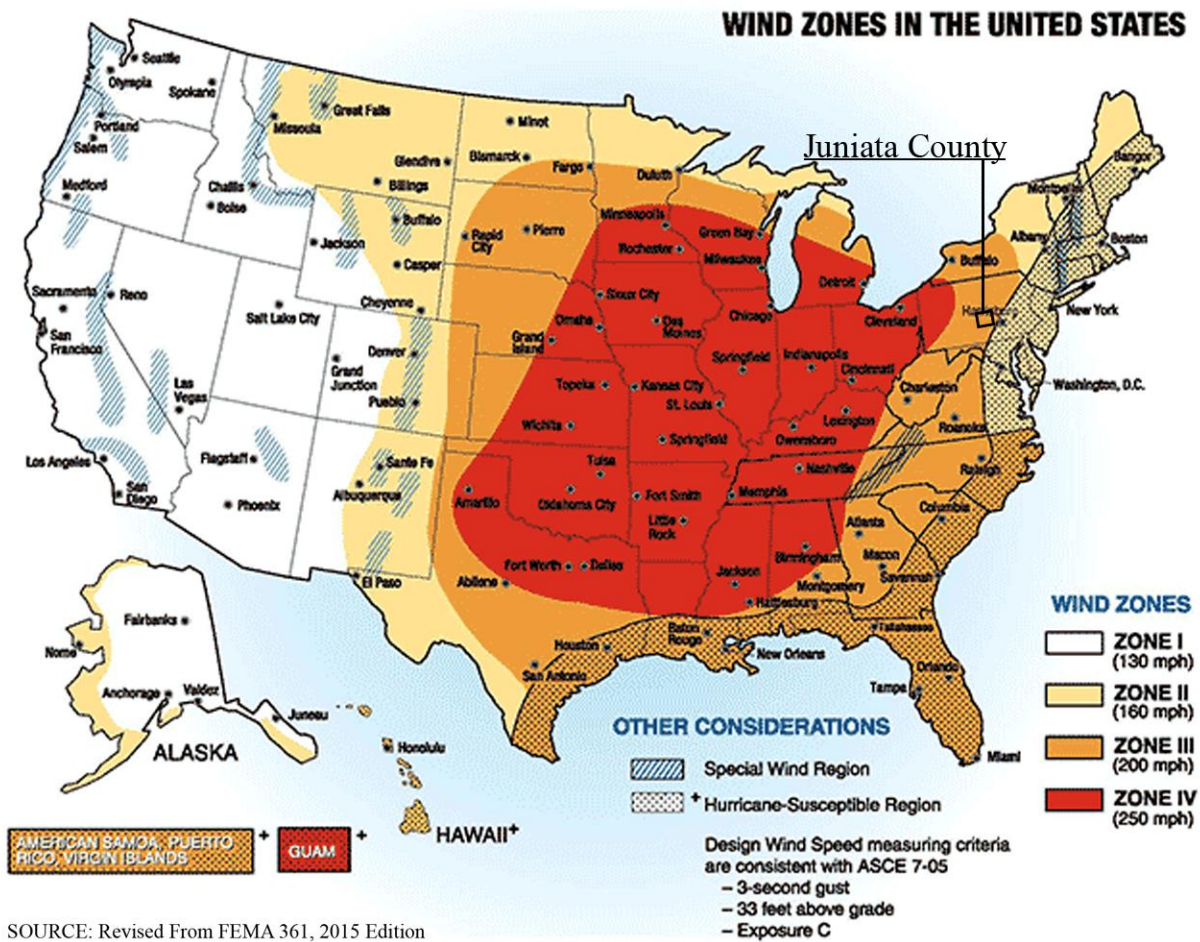 WIND ZONES IN THE UNITED STATES
Juniata County
Seattle
Olympia
Spokane
Portland
Salem
Medford
Missoula
Great Falls
Glendive
Billings
Challis
Boise
Minot
Bismarck
Fargo
Duluth
Bangor
Montpelier
Albany
Boston
Buffalo
New York
Washington, D.C.
Buffalo
Jackson
Casper
Cheyenne
Rapid City
Pierre
Minneapolis
Rochester
Green Bay
Milwaukee
Detroit
Chicago
Cleveland
Sacramento
San Francisco
Reno
Salt Lake City
Las Vegas
Los Angeles
San Diego
Grand Junction
Denver
Pueblo
Sioux City
Omaha
Grand Island
Des Moines
Springfield
Indianapolis
Cincinnati
Topeka
Kansas City
St. Louis
Wichita
Springfield
Lexington
Owensboro
Charleston
Roanoke
Raleigh
Nashville
Flagstaff
Phoenix
Sante Fe
Albuquerque
El Paso
Amarillo
Tulsa
Oklahoma City
Fort Smith
Little Rock
Memphis
Columbia
Atlanta
Macon
Savannah
Birmingham
Montgomery
Fort Worth
Dallas
Abilene
Jackson
Hattiesburg
Baton Rouge
New Orleans
Houston
San Antonio
Tallahassee
Orlando
Tampa
Miami
Fairbanks
Nome
Anchorage
Valdez
Juneau
ALASKA
Honolulu
HAWAII+
AMERICAN SAMOA, PUERTO
RICO, VIRGIN ISLANDS
+
GUAM
+
OTHER CONSIDERATIONS
Special Wind Region
+ Hurricane-Susceptible Region
Design Wind Speed measuring criteria
are consistent with ASCE 7-05
– 3-second gust
– 33 feet above grade
– Exposure C
WIND ZONES
ZONE I
(130 mph)
ZONE II
(160 mph)
ZONE III
(200 mph)
ZONE IV
(250 mph)
SOURCE: Revised From FEMA 361, 2015 Edition